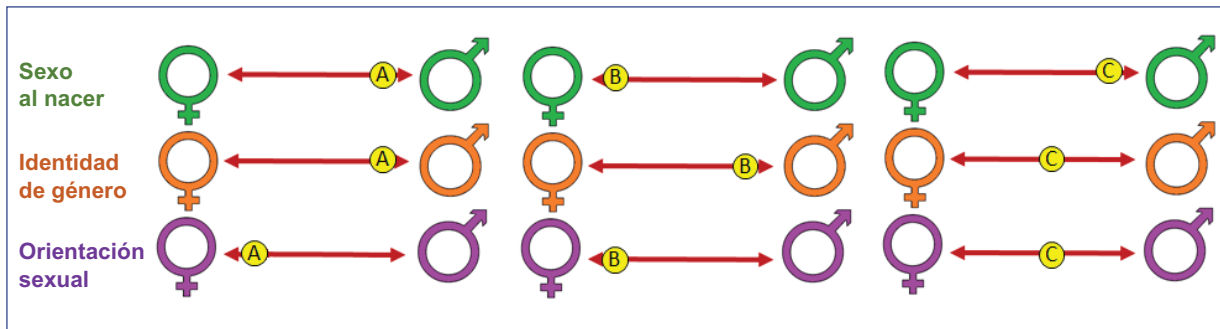 Sexo
al nacer
A
B
C
Identidad
de género
A
B
C
Orientación
sexual
A
B
C